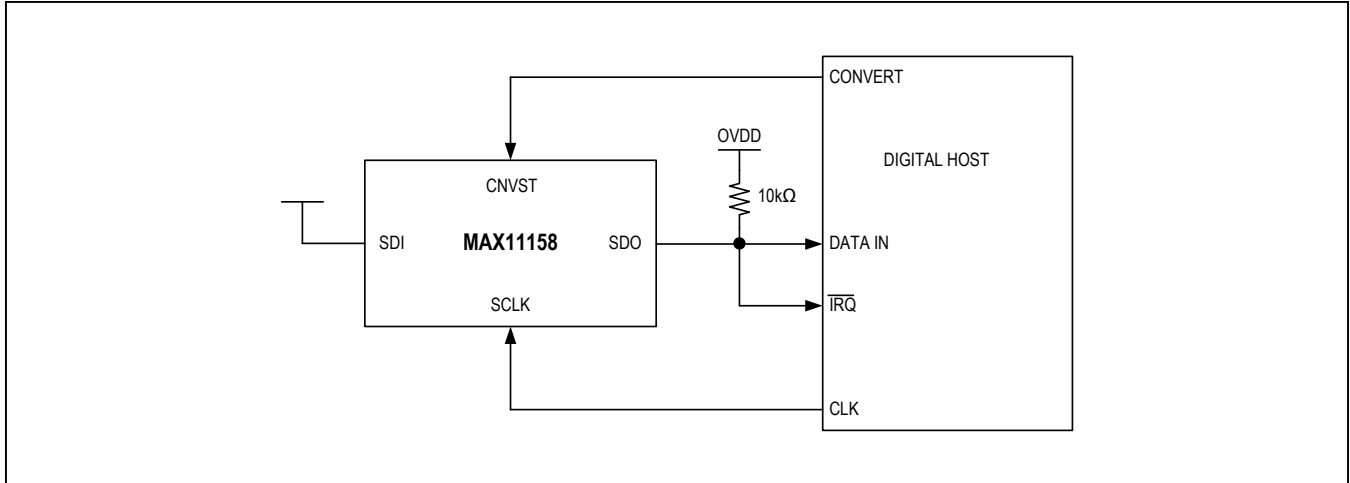 CONVERT
OVDD
DIGITAL HOST
CNVST
10kΩ
SDI
MAX11158
SDO
DATA IN
IRQ
SCLK
CLK